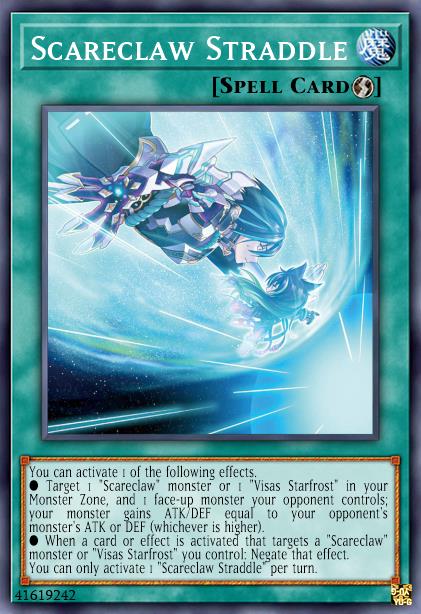 Scareclaw Straddle
魔
[Spell Card]
You can activate 1 of the following effects.
● Target 1 "Scareclaw" monster or 1 "Visas Starfrost" in your
Monster Zone, and 1 face-up monster your opponent controls;
your monster gains ATK/DEF equal to your opponent's
monster's ATK or DEF (whichever is higher).
● When a card or effect is activated that targets a "Scareclaw"
monster or "Visas Starfrost" you control: Negate that effect.
You can only activate 1 "Scareclaw Straddle" per turn.
41619242